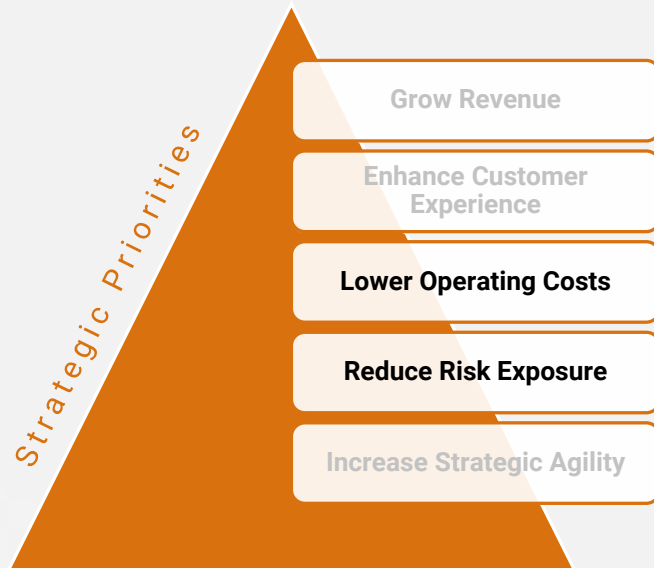 Strategic Priorities
Grow Revenue
Enhance Customer
Experience
Lower Operating Costs
Reduce Risk Exposure
Increase Strategic Agility